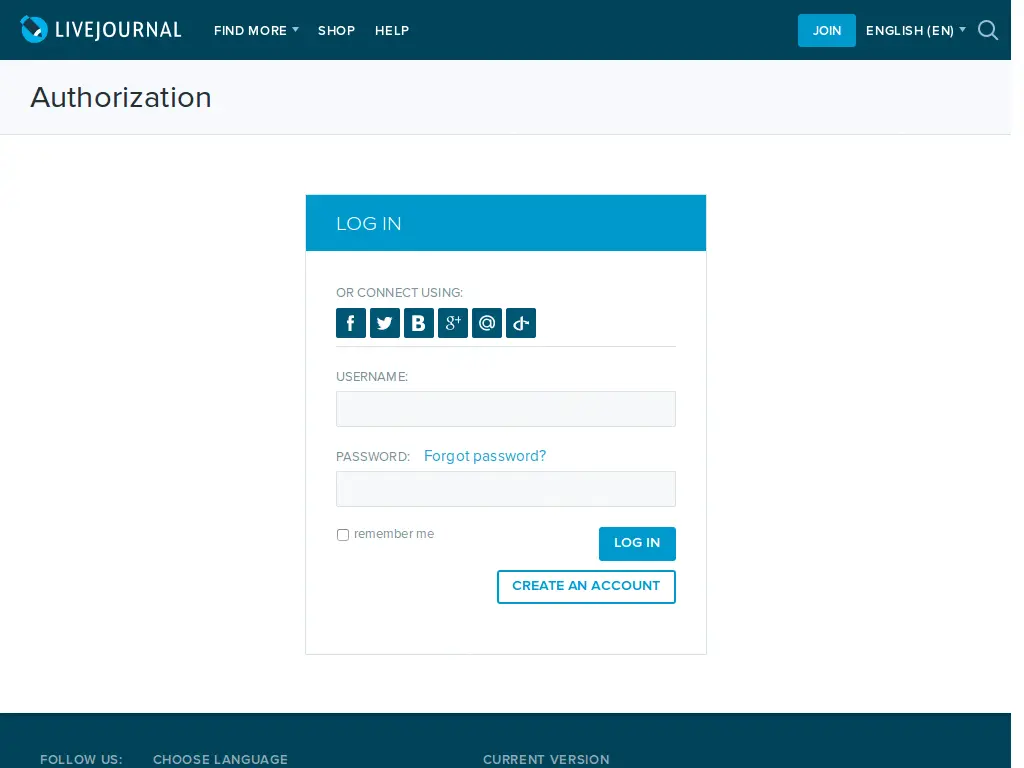 LIVEJOURNAL FIND MORE SHOP HELP JOIN ENGLISH (EN)
Authorization
LOG IN
OR CONNECT USING:
USERNAME:
PASSWORD: Forgot password?
remember me
LOG IN
CREATE AN ACCOUNT
FOLLOW US: CHOOSE LANGUAGE CURRENT VERSION